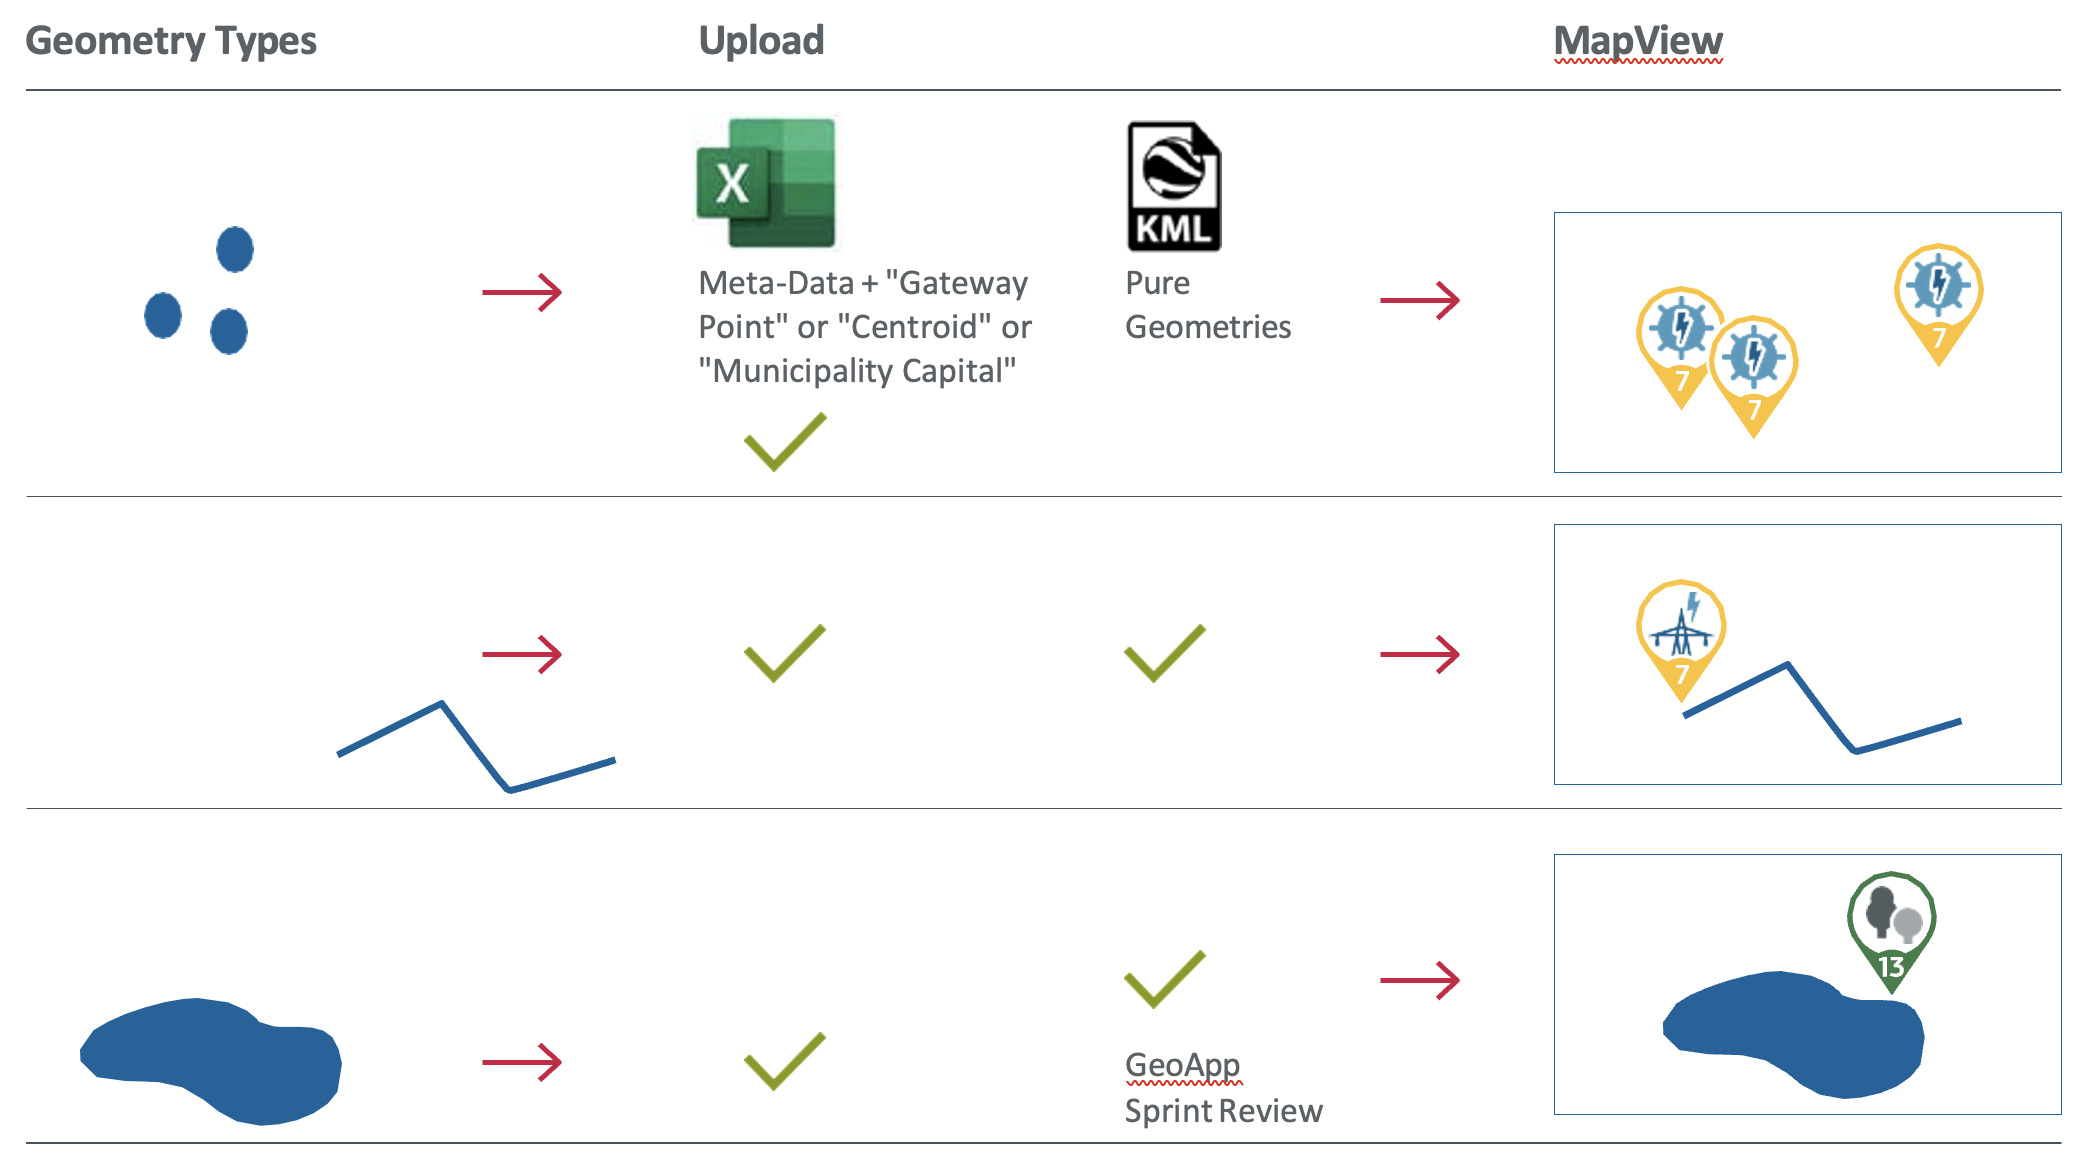 Geometry Types
Upload
MapView
X
KML
Meta-Data + "Gateway
Point" or "Centroid" or
"Municipality Capital"
Pure
Geometries
7
7
7
7
13
GeoApp
Sprint Review